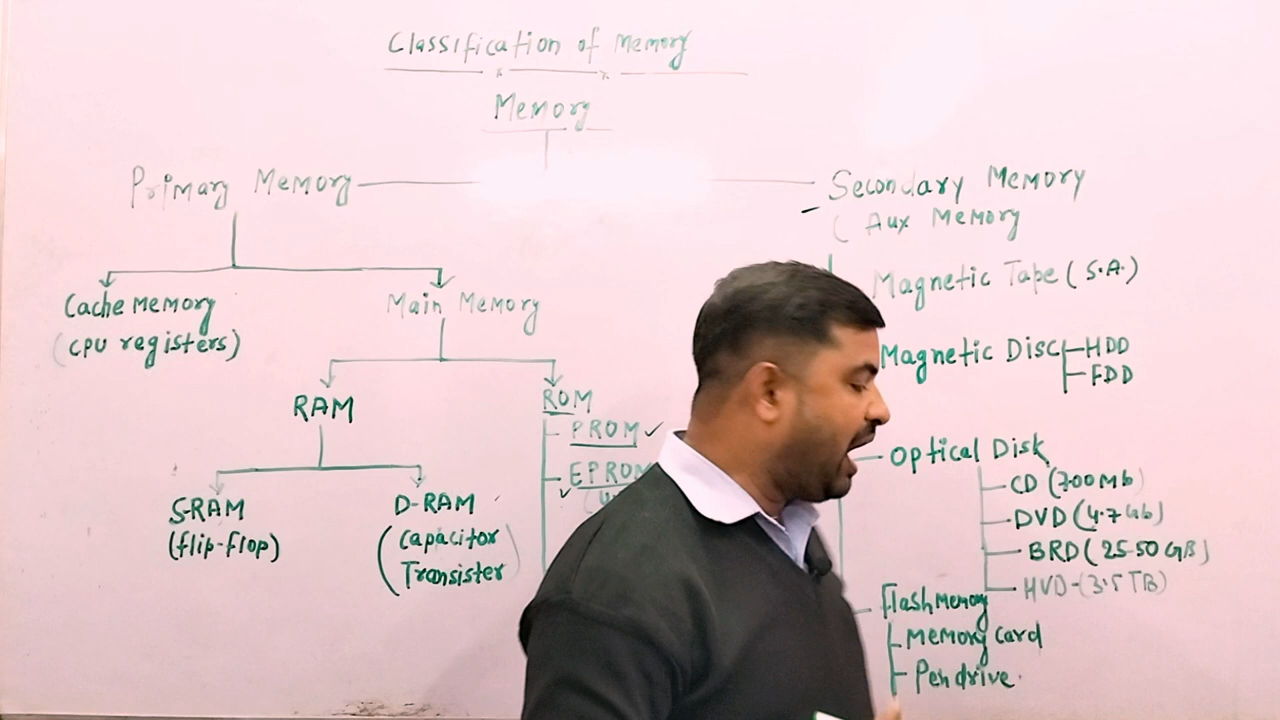 Classification of Memory
Memory
Primary Memory
Cache Memory
(CPU registers)
Main Memory
RAM
S-RAM
(flip-flop)
D-RAM
(Capacitor
Transister)
ROM
PROM ✓
EPROM
✓
Secondary Memory
( Aux Memory
Magnetic Tape (S.A.)
Magnetic Disc
HDD
FDD
Optical Disk
CD (700 Mb)
DVD (4.7 Gb)
BRD (25-50 GB)
HVD-(3.5 TB)
Flash Memory
Memory Card
Pen drive.